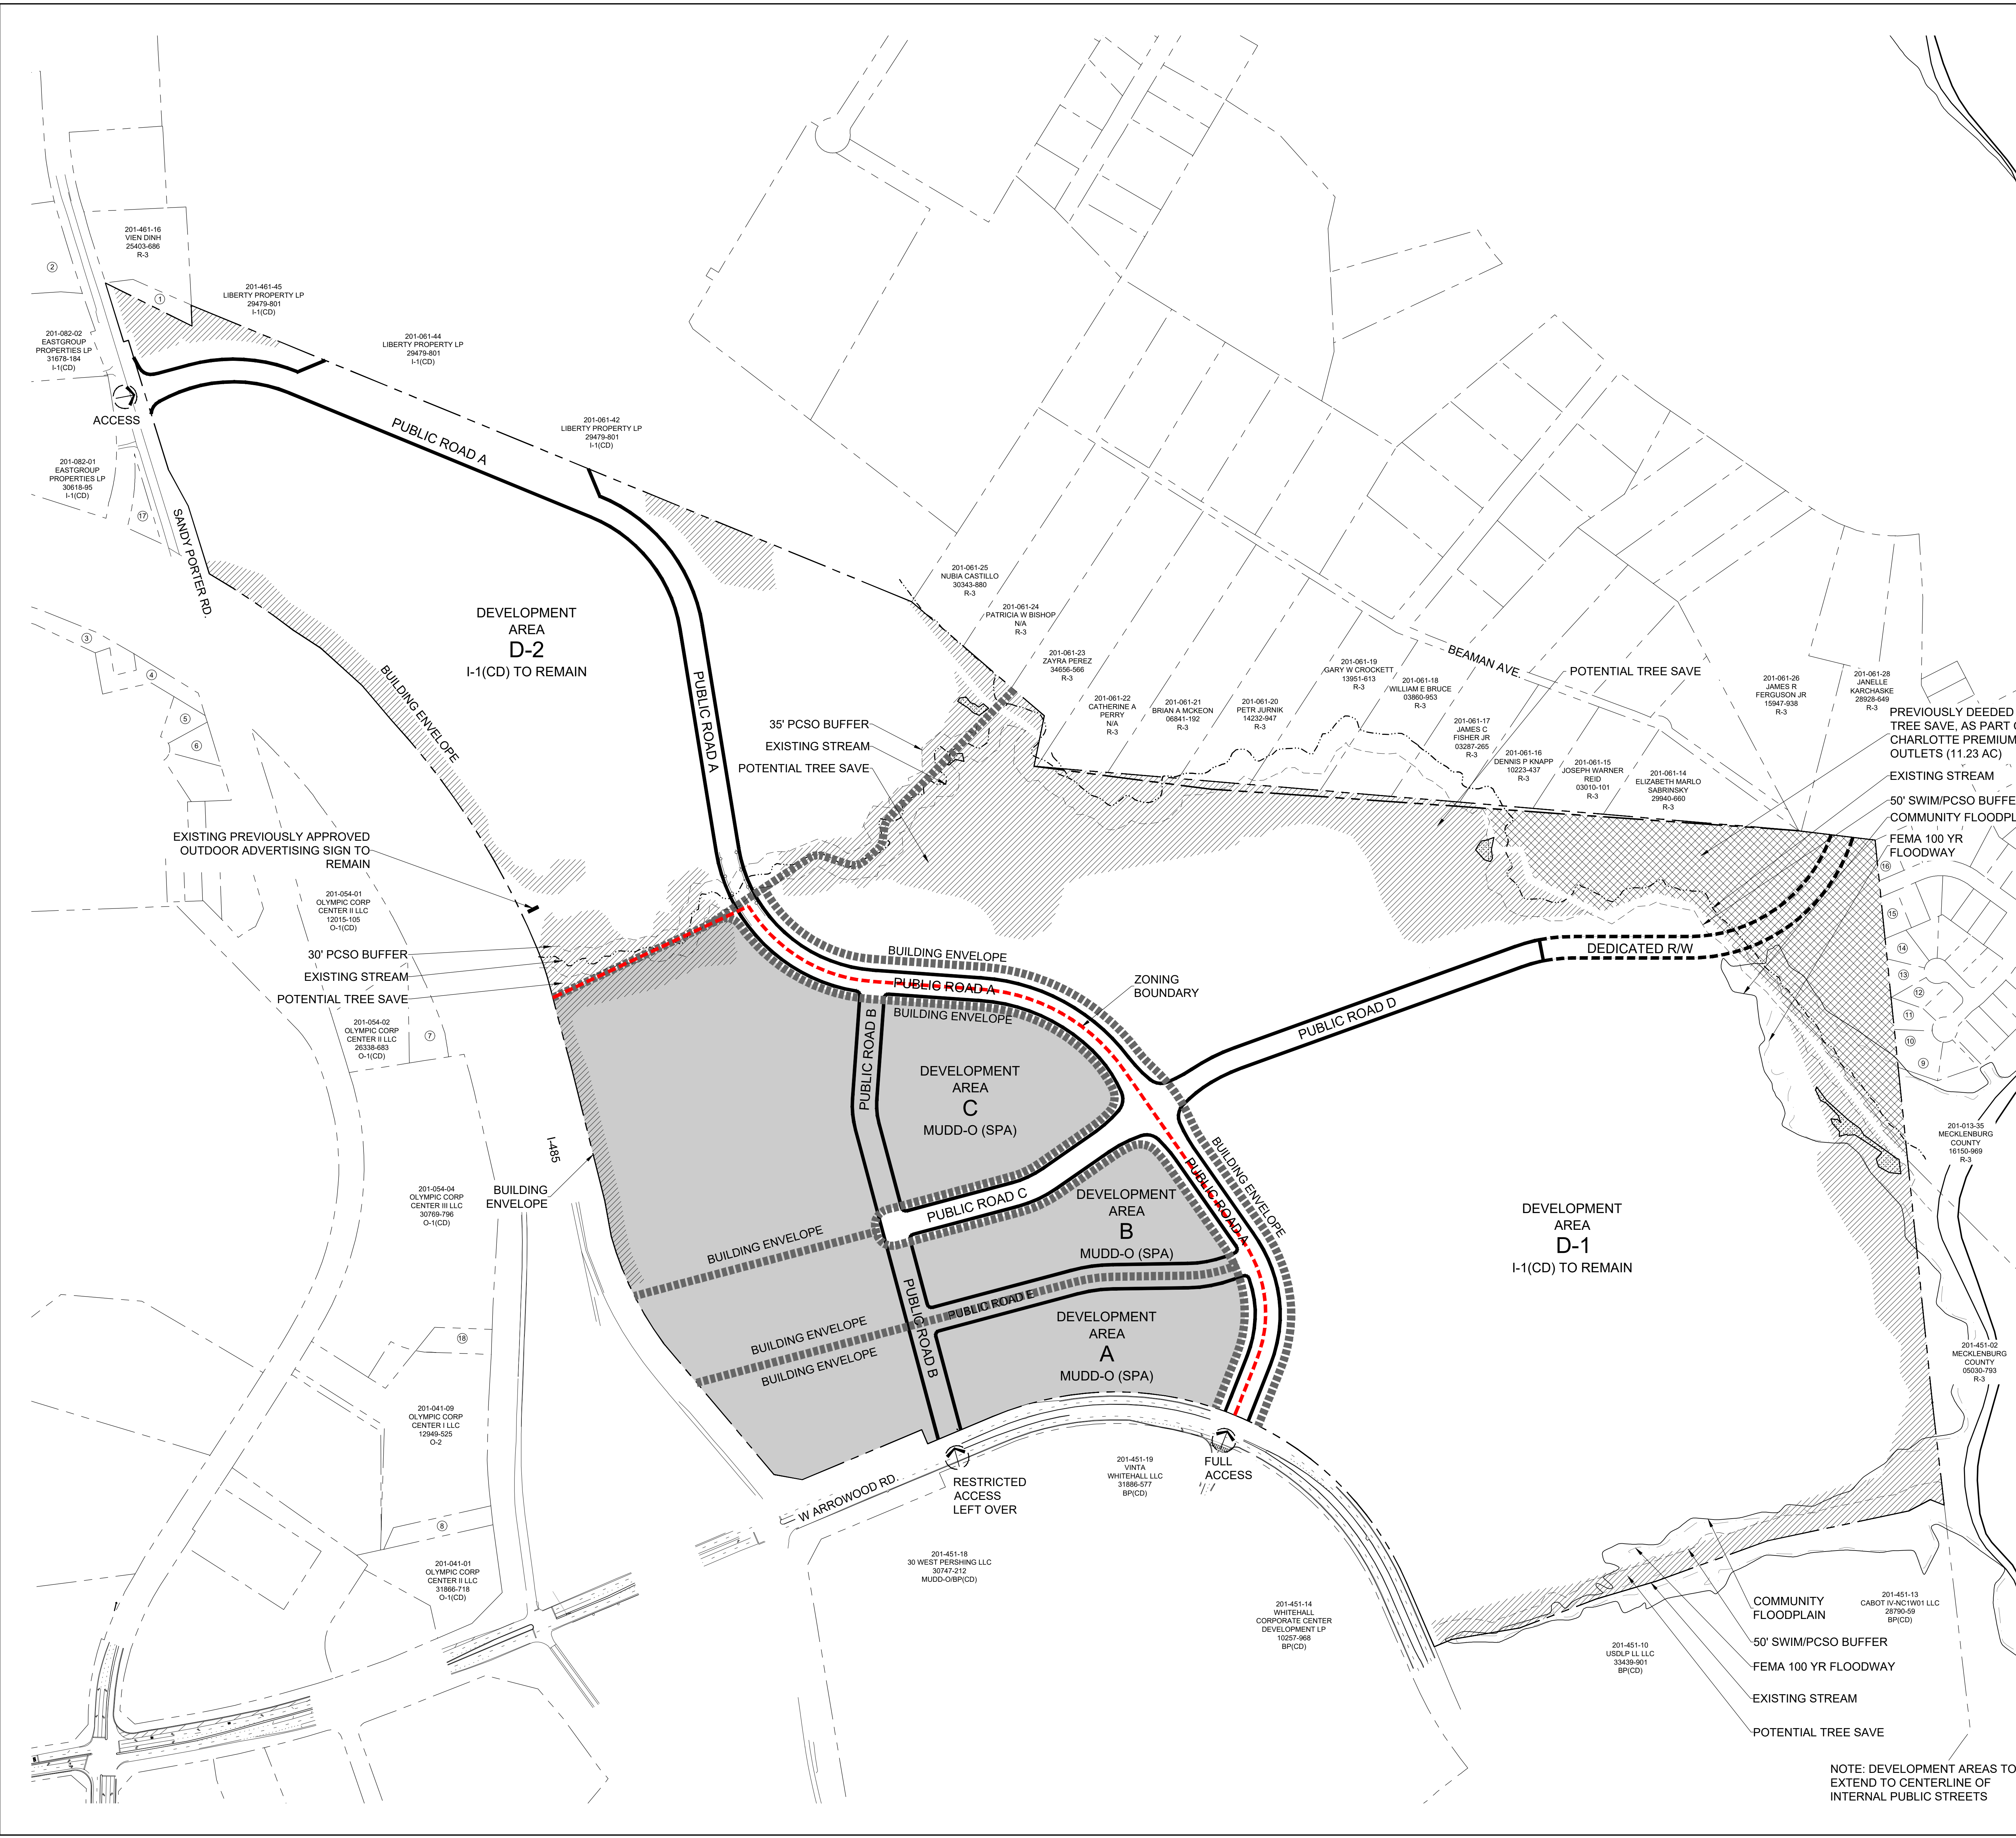 201-461-16
VIEN DINH
25403-686
R-3
2
1
201-461-45
LIBERTY PROPERTY LP
29479-801
I-1(CD)
201-082-02
EASTGROUP
PROPERTIES LP
31678-184
I-1(CD)
201-061-44
LIBERTY PROPERTY LP
29479-801
I-1(CD)
ACCESS
PUBLIC ROAD A
201-061-42
LIBERTY PROPERTY LP
29479-801
I-1(CD)
201-082-01
EASTGROUP
PROPERTIES LP
30618-95
I-1(CD)
17
SANDY PORTER RD.
201-061-25
NUBIA CASTILLO
30343-880
R-3
201-061-24
PATRICIA W BISHOP
N/A
R-3
DEVELOPMENT
AREA
D-2
I-1(CD) TO REMAIN
3
4
5
6
BUILDING ENVELOPE
PUBLIC ROAD A
201-061-23
ZAYRA PEREZ
34656-566
R-3
201-061-22
CATHERINE A
PERRY
N/A
R-3
201-061-21
BRIAN A MCKEON
06841-192
R-3
201-061-20
PETR JURNIK
14232-947
R-3
201-061-19
GARY W CROCKETT
13951-613
R-3
201-061-18
WILLIAM E BRUCE
03860-953
R-3
BEAMAN AVE.
POTENTIAL TREE SAVE
201-061-17
JAMES C
FISHER JR
03287-265
R-3
201-061-16
DENNIS P KNAPP
10223-437
R-3
201-061-15
JOSEPH WARNER
REID
03010-101
R-3
201-061-14
ELIZABETH MARLO
SABRINSKY
29940-660
R-3
201-061-26
JAMES R
FERGUSON JR
15947-938
R-3
201-061-28
JANELLE
KARCHASKE
28928-649
R-3
PREVIOUSLY DEEDED
TREE SAVE, AS PART
CHARLOTTE PREMIUM
OUTLETS (11.23 AC)
EXISTING STREAM
50' SWIM/PCSO
COMMUNITY
FEMA 100 YR
FLOODWAY
35' PCSO BUFFER
EXISTING STREAM
POTENTIAL TREE SAVE
EXISTING PREVIOUSLY APPROVED
OUTDOOR ADVERTISING SIGN TO
REMAIN
201-054-01
OLYMPIC CORP
CENTER II LLC
12015-105
O-1(CD)
30' PCSO BUFFER
EXISTING STREAM
POTENTIAL TREE SAVE
201-054-02
OLYMPIC CORP
CENTER II LLC
26338-683
O-1(CD)
7
BUILDING ENVELOPE
PUBLIC ROAD A
BUILDING ENVELOPE
ZONING
BOUNDARY
PUBLIC ROAD B
PUBLIC ROAD D
DEDICATED R/W
16
15
14
13
12
11
10
9
DEVELOPMENT
AREA
C
MUDD-O (SPA)
I-485
201-054-04
OLYMPIC CORP
CENTER III LLC
30769-796
O-1(CD)
BUILDING
ENVELOPE
PUBLIC ROAD C
DEVELOPMENT
AREA
B
MUDD-O (SPA)
PUBLIC ROAD A
BUILDING ENVELOPE
DEVELOPMENT
AREA
D-1
I-1(CD) TO REMAIN
201-013-35
MECKLENBURG
COUNTY
16150-969
R-3
BUILDING ENVELOPE
PUBLIC ROAD E
PUBLIC ROAD B
BUILDING ENVELOPE
BUILDING ENVELOPE
DEVELOPMENT
AREA
A
MUDD-O (SPA)
18
201-451-02
MECKLENBURG
COUNTY
05030-793
R-3
201-041-09
OLYMPIC CORP
CENTER I LLC
12949-525
O-2
8
201-041-01
OLYMPIC CORP
CENTER II LLC
31866-718
O-1(CD)
W ARROWOOD RD.
RESTRICTED
ACCESS
LEFT OVER
201-451-19
VINTA
WHITEHALL LLC
31886-577
BP(CD)
FULL
ACCESS
201-451-18
30 WEST PERSHING LLC
30747-212
MUDD-O/BP(CD)
201-451-14
WHITEHALL
CORPORATE CENTER
DEVELOPMENT LP
10257-968
BP(CD)
201-451-10
USDLP LL LLC
33439-901
BP(CD)
201-451-13
CABOT IV-NC1W01 LLC
28790-59
BP(CD)
COMMUNITY
FLOODPLAIN
50' SWIM/PCSO BUFFER
FEMA 100 YR FLOODWAY
EXISTING STREAM
POTENTIAL TREE SAVE
NOTE: DEVELOPMENT AREAS TO
EXTEND TO CENTERLINE OF
INTERNAL PUBLIC STREETS